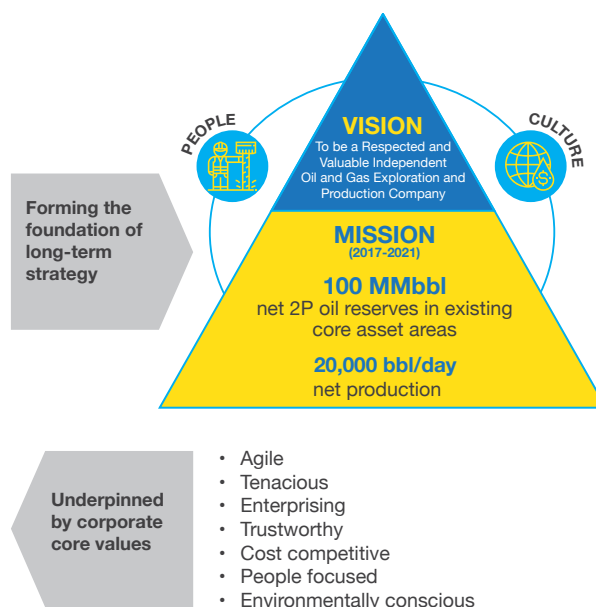 PEOPLE
CULTURE
VISION
To be a Respected and
Valuable Independent
Oil and Gas Exploration and
Production Company
Forming the
foundation of
long-term
strategy
MISSION
(2017-2021)
100 MMbbl
net 2P oil reserves in existing
core asset areas
20,000 bbl/day
net production
Underpinned
by corporate
core values
• Agile
• Tenacious
• Enterprising
• Trustworthy
• Cost competitive
• People focused
• Environmentally conscious